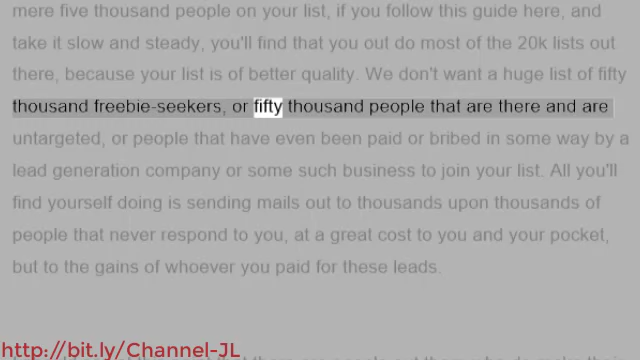 mere five thousand people on your list, if you follow this guide here, and
take it slow and steady, you'll find that you out do most of the 20k lists out
there, because your list is of better quality. We don't want a huge list of fifty
thousand freebie-seekers, or fifty thousand people that are there and are
untargeted, or people that have even been paid or bribed in some way by a
lead generation company or some such business to join your list. All you'll
find yourself doing is sending mails out to thousands upon thousands of
people that never respond to you, at a great cost to you and your pocket,
but to the gains of whoever you paid for these leads.
http://bit.ly/Channel-JL